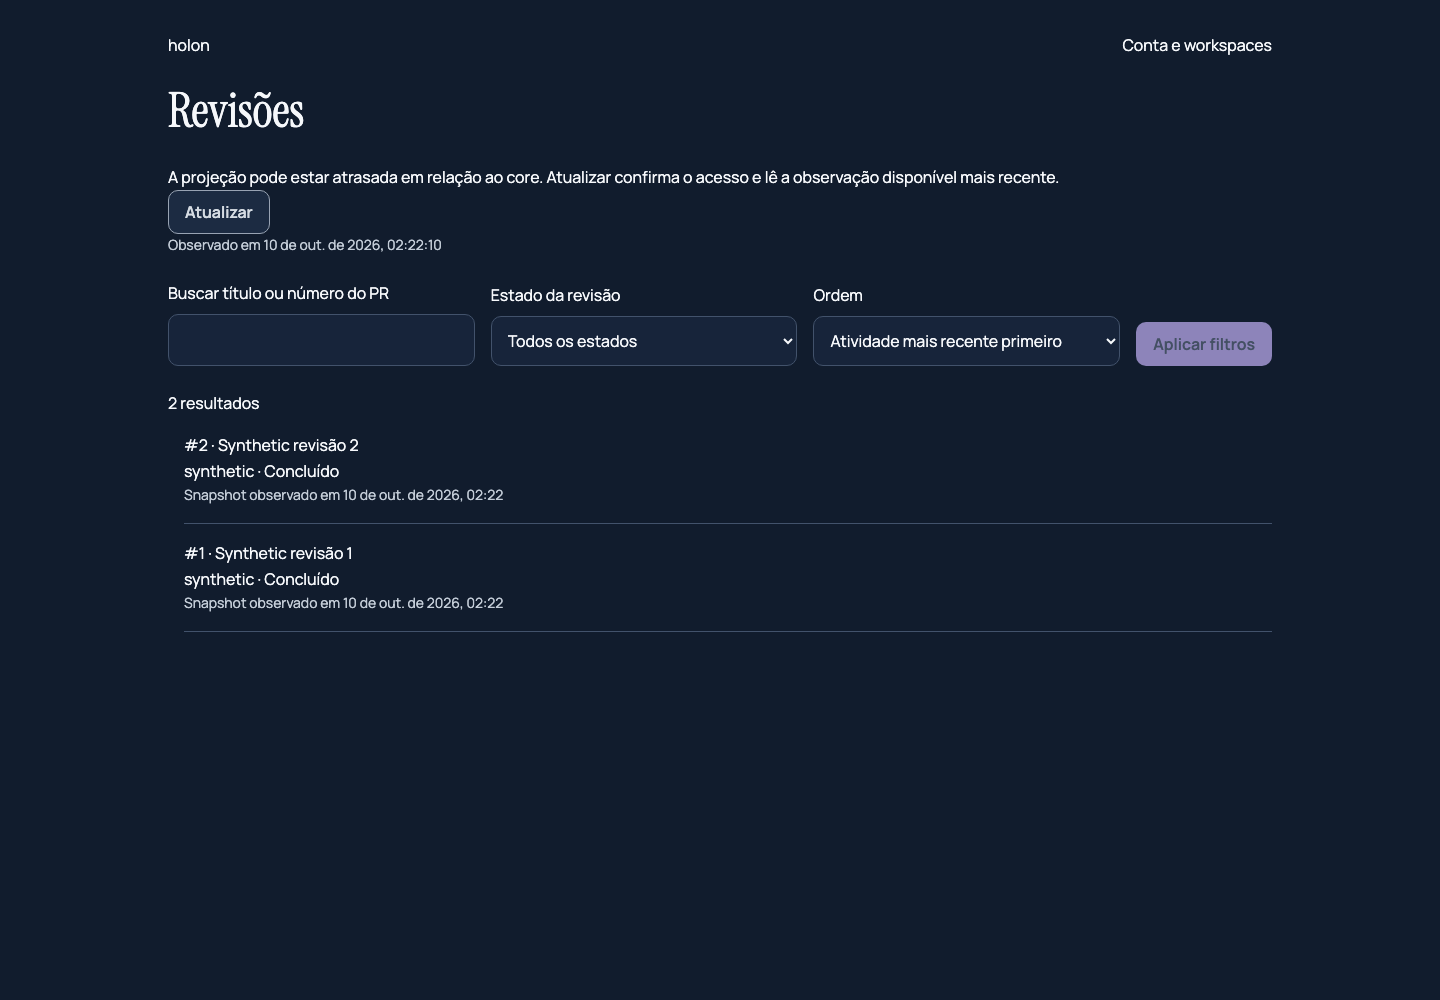 holon
Conta e workspaces
Revisões
A projeção pode estar atrasada em relação ao core. Atualizar confirma o acesso e lê a observação disponível mais recente.
Atualizar
Observado em 10 de out. de 2026, 02:22:10
Buscar título ou número do PR
Estado da revisão
Ordem
Todos os estados
Atividade mais recente primeiro
Aplicar filtros
2 resultados
#2 · Synthetic revisão 2
synthetic · Concluído
Snapshot observado em 10 de out. de 2026, 02:22
#1 · Synthetic revisão 1
synthetic · Concluído
Snapshot observado em 10 de out. de 2026, 02:22